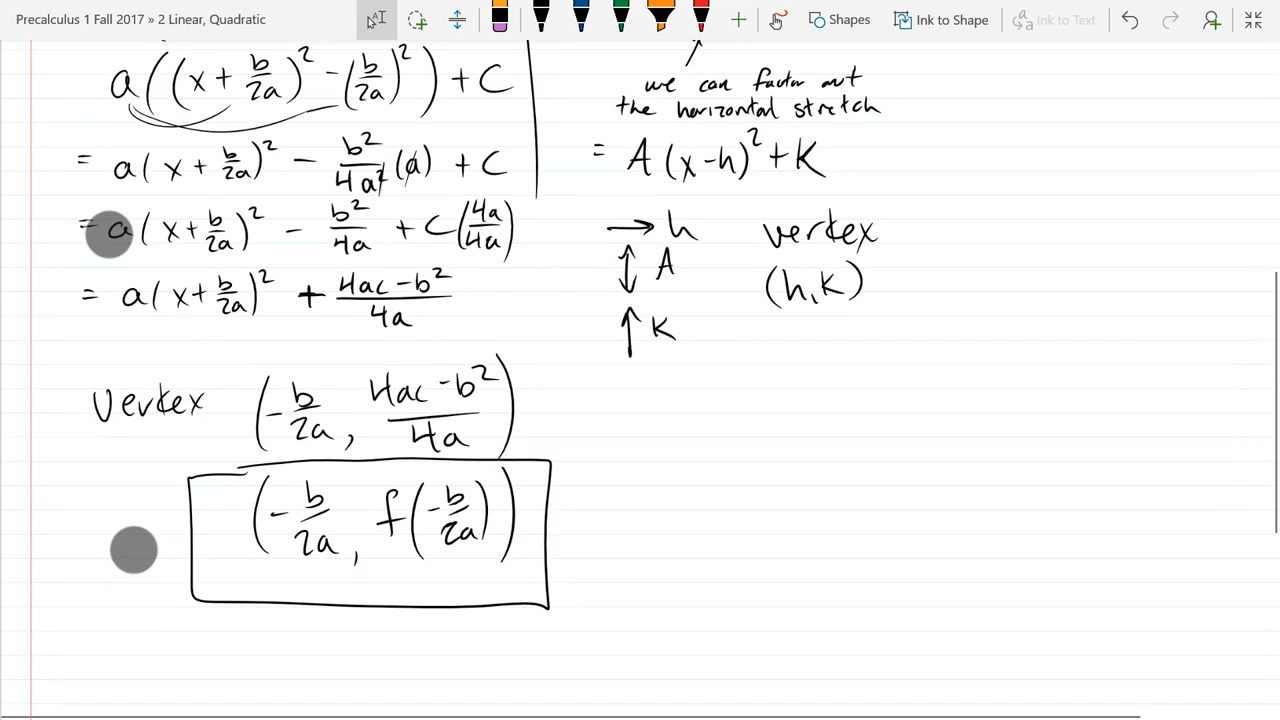 Precalculus 1 Fall 2017 » 2 Linear, Quadratic
Shapes
Ink to Shape
Ink to Text
a((x + b/2a)² - (b/2a)²) + C
= a(x + b/2a)² - b²/4a² (a) + C
= a(x + b/2a)² - b²/4a + C(4a/4a)
= a(x + b/2a)² + 4ac - b²/4a
Vertex (-b/2a, 4ac - b²/4a)
(-b/2a, f(-b/2a))
we can factor out
the horizontal stretch
= A(x-h)² + K
→ h
↕ A
↑ K
vertex
(h,K)